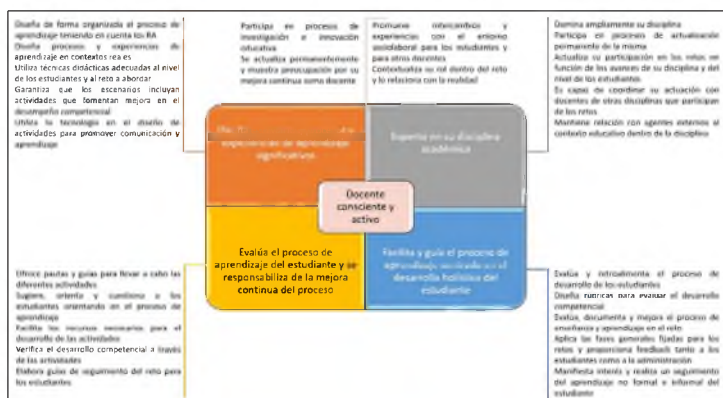 Diseña de forma organizada el proceso de
aprendizaje teniendo en cuenta los RA
Diseña procesos y experiencias de
aprendizaje en contextos reales
Utiliza técnicas didácticas adecuadas al nivel
de los estudiantes y al reto a abordar
Garantiza que los escenarios incluyan
actividades que fomentan mejora en el
desempeño competencial
Utiliza la tecnología en el diseño de
actividades para promover comunicación y
aprendizaje
Participa en procesos de
investigación e innovación
educativa
Se actualiza permanentemente
y muestra preocupación por su
mejora continua como docente
Promueve intercambios y
experiencias con el entorno
sociolaboral para los estudiantes y
para otros docentes
Contextualiza su rol dentro del reto
y lo relaciona con la realidad
Domina ampliamente su disciplina
Participa en procesos de actualización
permanente de la misma
Actualiza su participación en los retos en
función de los avances de su disciplina y del
nivel de los estudiantes.
Es capaz de coordinar su actuación con
docentes de otras disciplinas que participan
de los retos
Mantiene relación con agentes externos al
contexto educativo dentro de la disciplina
experiencias de aprendizaje
significativos
Experto en su disciplina
académica
Docente
consciente y
activo
Evalúa el proceso de
aprendizaje del estudiante y se
responsabiliza de la mejora
continua del proceso
Facilita y guía el proceso de
aprendizaje centrado en el
desarrollo holístico del
estudiante
Ofrece pautas y guías para llevar a cabo las
diferentes actividades
Sugiere, orienta y cuestiona a los
estudiantes orientando en el proceso de
aprendizaje
Facilita los recursos necesarios para el
desarrollo de las actividades
Verifica el desarrollo competencial a través
de las actividades
Elabora guías de seguimiento del reto para
los estudiantes
Evalúa y retroalimenta el proceso de
desarrollo de los estudiantes
Diseña rúbricas para evaluar el desarrollo
competencial
Evalúa, documenta y mejora el proceso de
enseñanza y aprendizaje en el reto
Aplica las fases generales fijadas para los
retos y proporciona feedback tanto a los
estudiantes como a la administración
Manifiesta interés y realiza un seguimiento
del aprendizaje no formal e informal del
estudiante